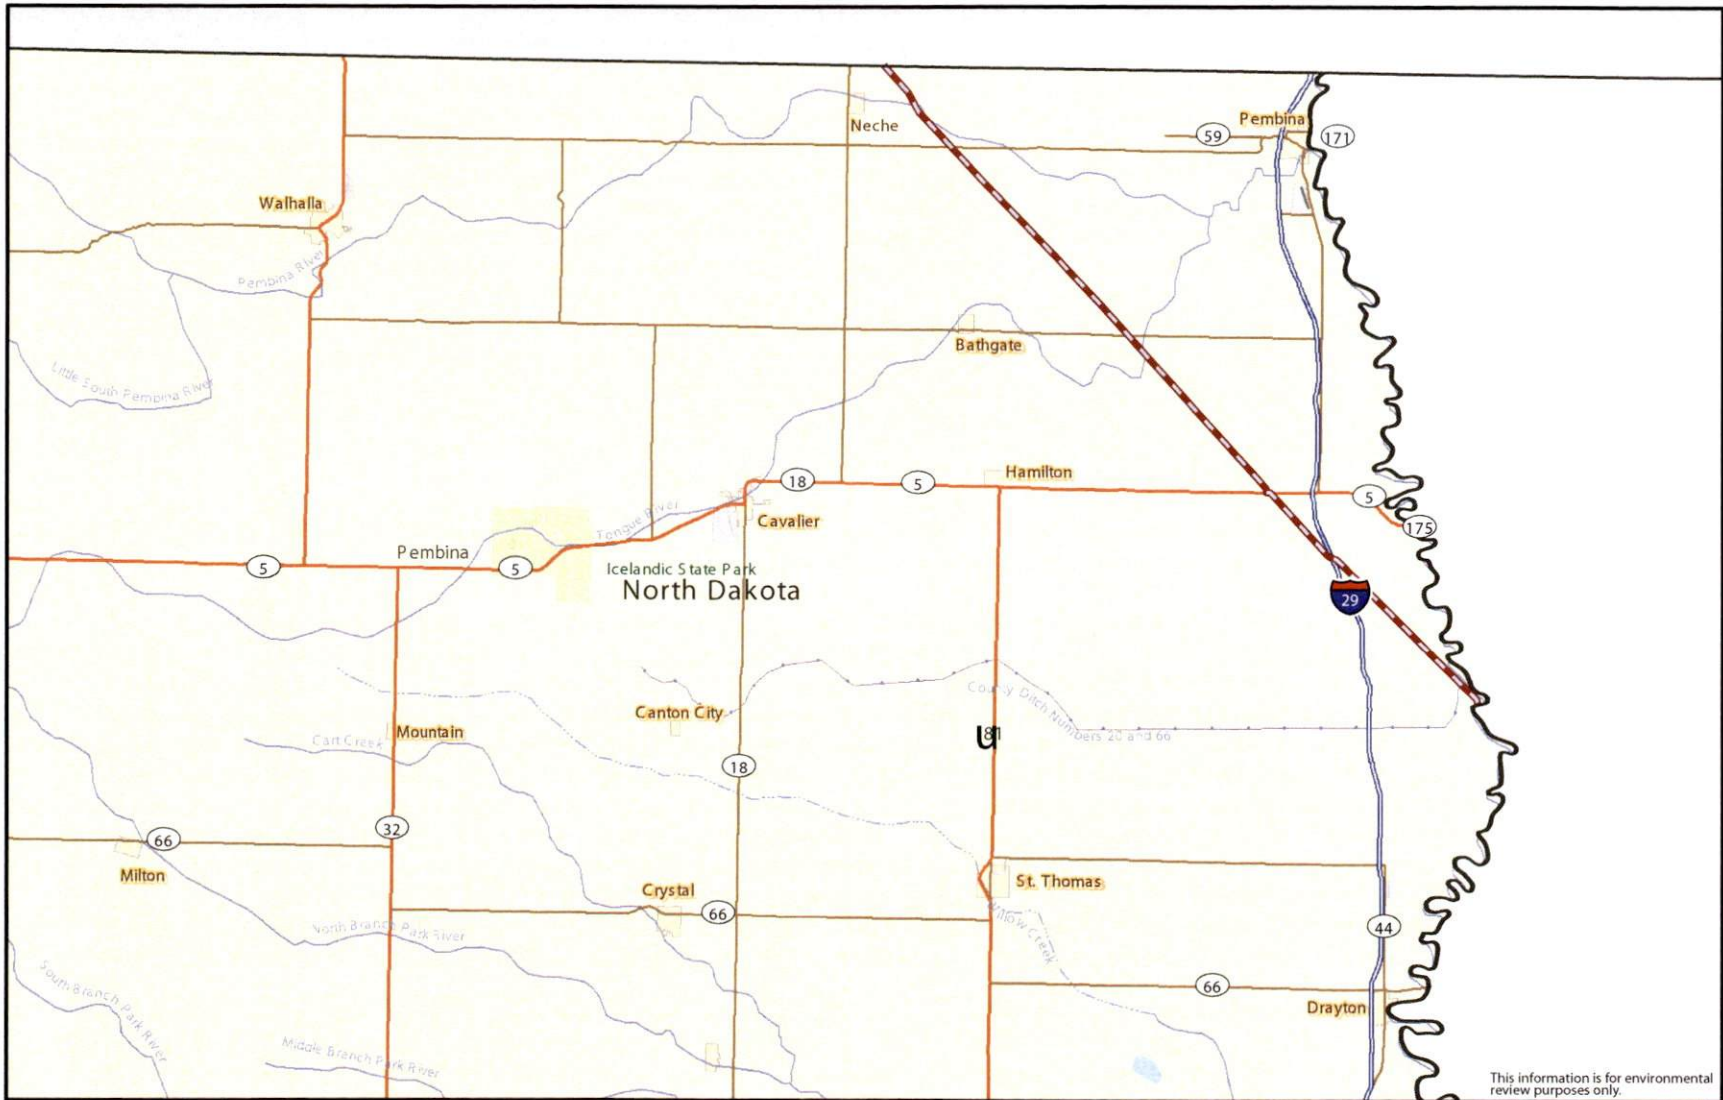 Neche
Pembina
59
171
Walhalla
Pembina River
Bathgate
Little South Pembina River
Hamilton
18
5
5
175
Tongue River
Cavalier
Pembina
5
5
Icelandic State Park
North Dakota
29
County Ditch Numbers 20 and 66
Canton City
Mountain
Cart Creek
u
81
18
32
66
Milton
Crystal
66
St. Thomas
Willow Creek
North Branch Park River
44
South Branch Park River
66
Drayton
Middle Branch Park River
This information is for environmental
review purposes only.